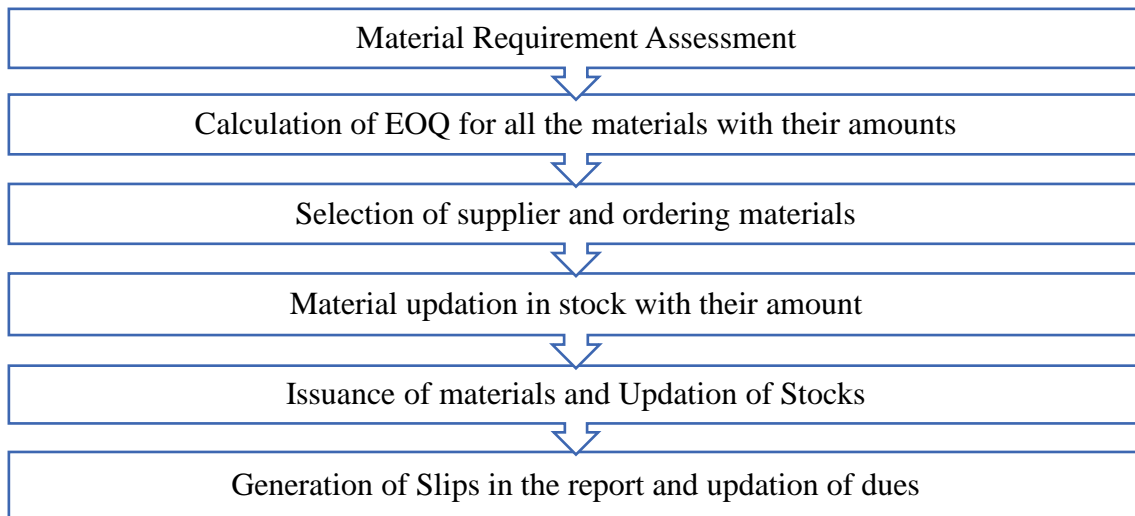 Material Requirement Assessment
Calculation of EOQ for all the materials with their amounts
Selection of supplier and ordering materials
Material updation in stock with their amount
Issuance of materials and Updation of Stocks
Generation of Slips in the report and updation of dues